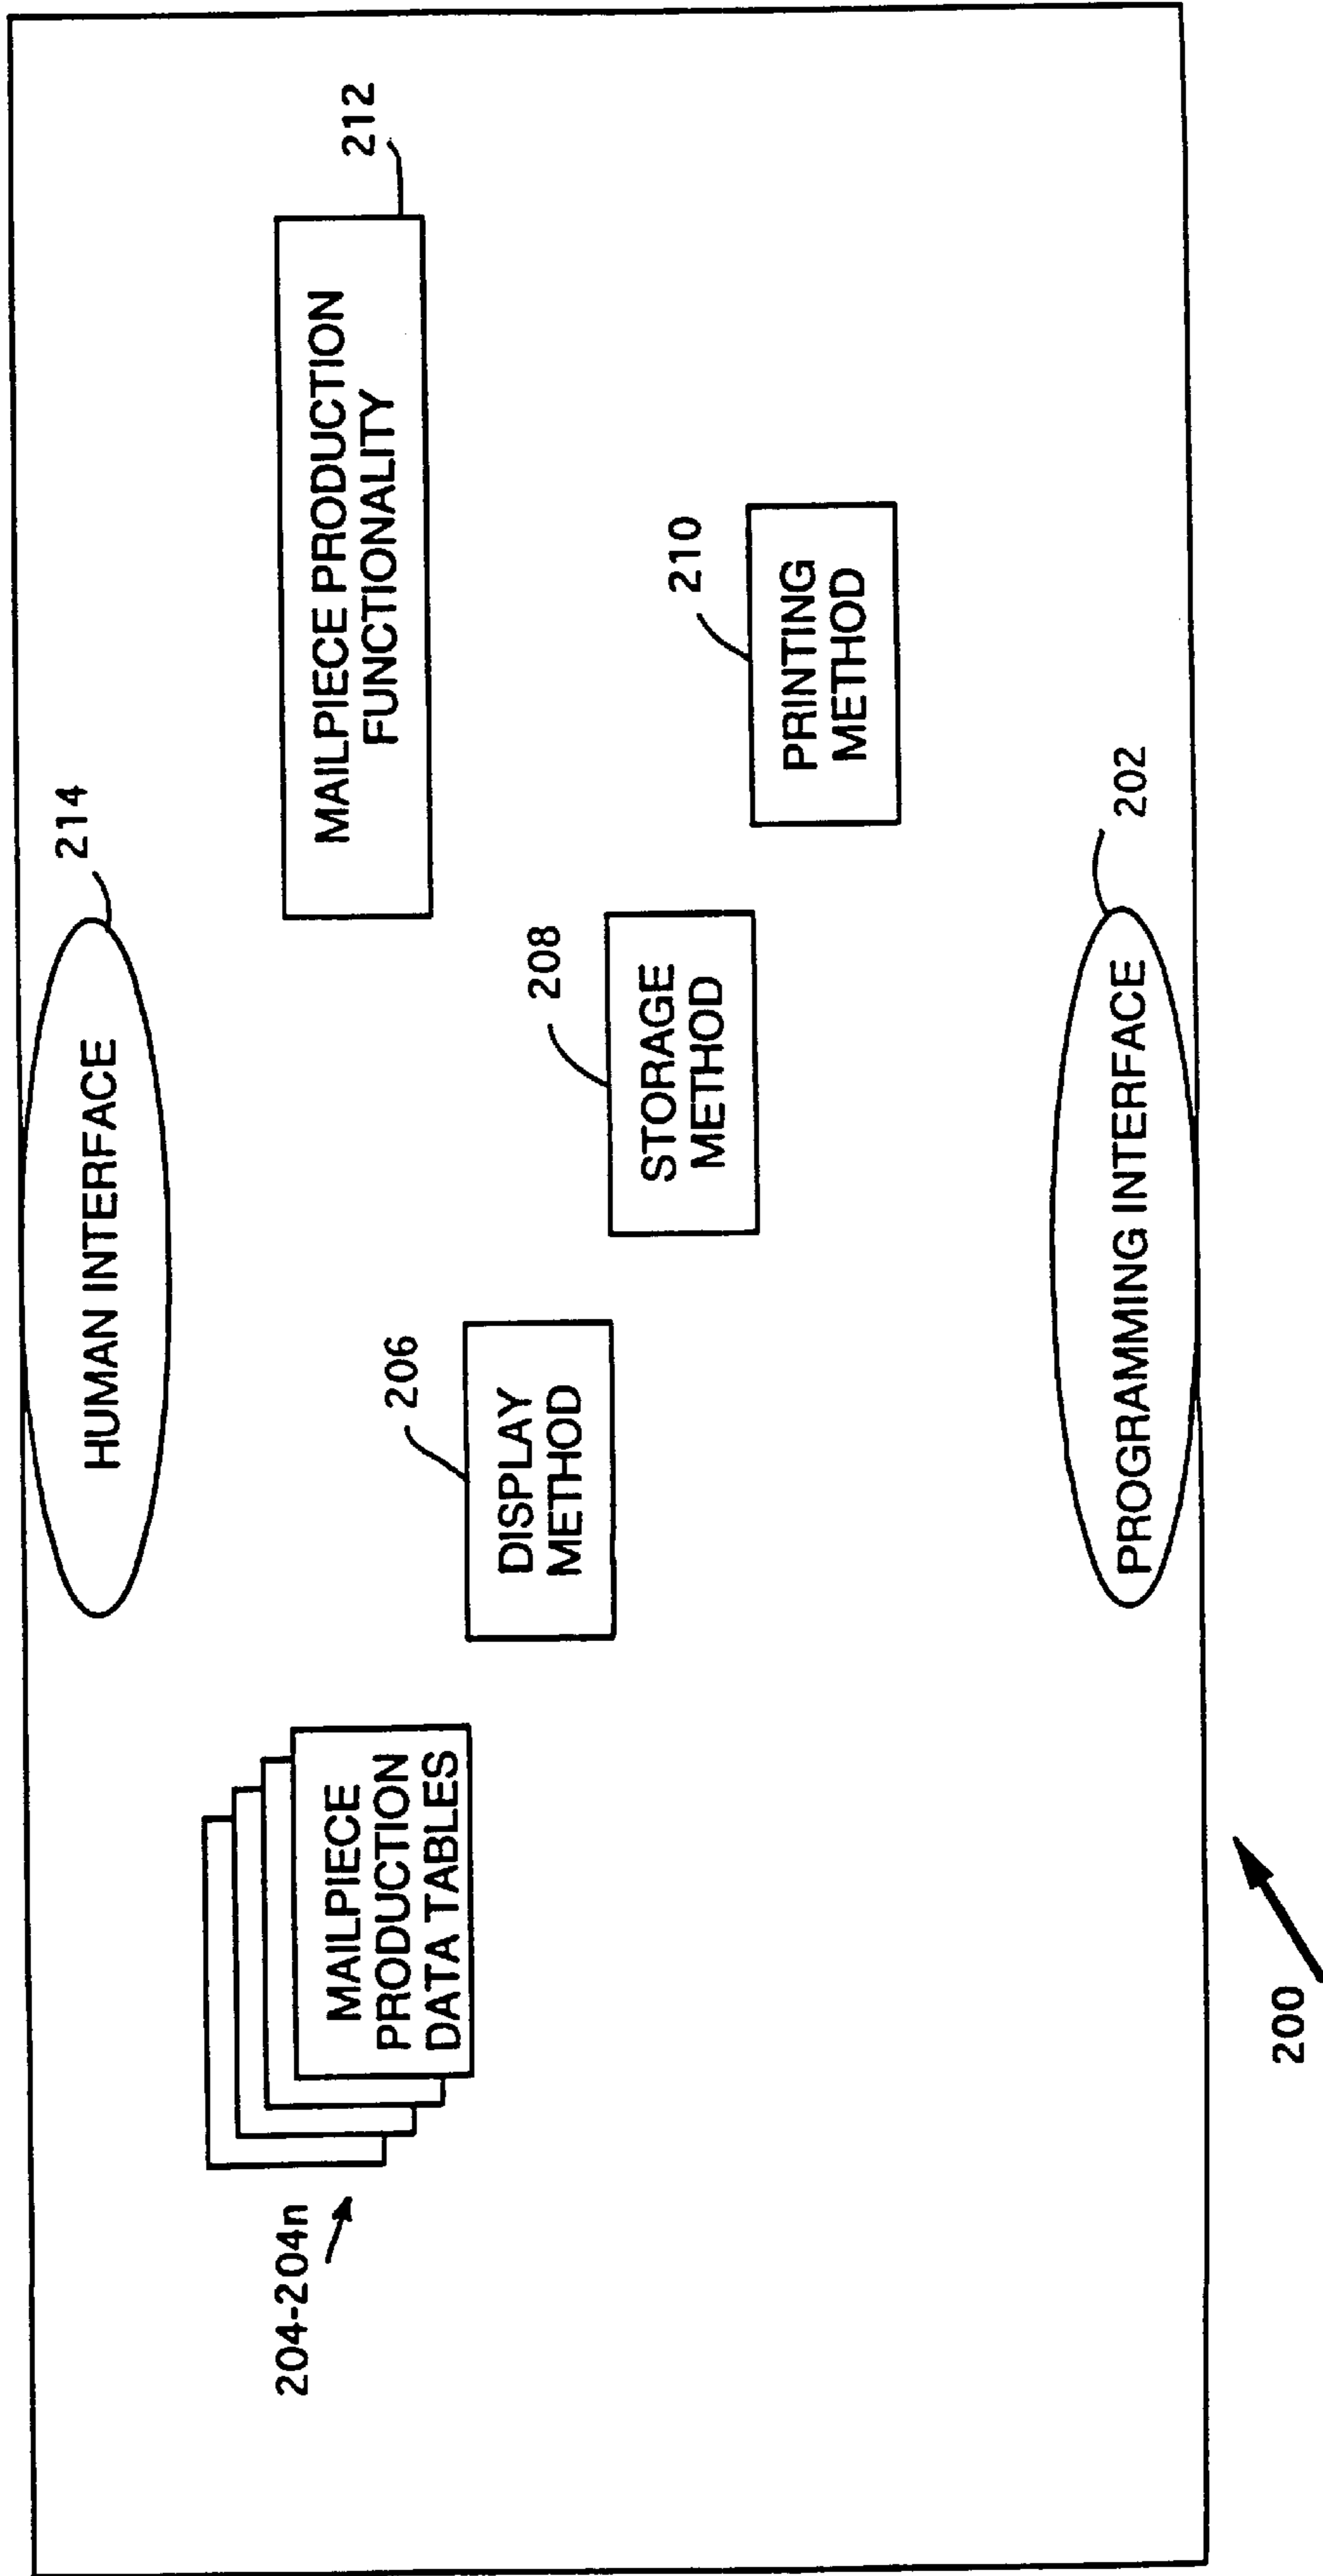 HUMAN INTERFACE
214
204-204n
MAILPIECE
PRODUCTION
DATA TABLES
206
DISPLAY
METHOD
208
STORAGE
METHOD
210
PRINTING
METHOD
MAILPIECE PRODUCTION
FUNCTIONALITY
212
PROGRAMMING INTERFACE
202
200